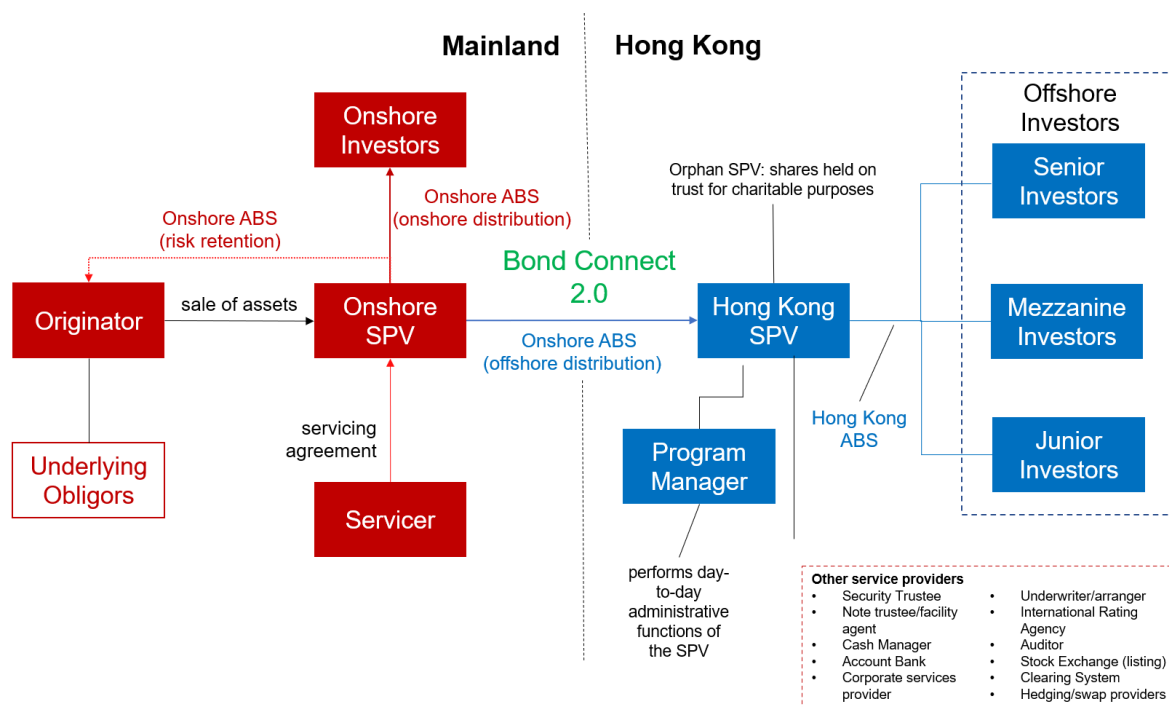 Mainland
Hong Kong
Onshore
Investors
Offshore
Investors
Senior
Investors
Orphan SPV: shares held on
trust for charitable purposes
Onshore ABS
(onshore distribution)
Onshore ABS
(risk retention)
Bond Connect
2.0
Originator
sale of assets
Onshore
SPV
Onshore ABS
(offshore distribution)
Hong Kong
SPV
Mezzanine
Investors
Hong Kong
ABS
servicing
agreement
Underlying
Obligors
Program
Manager
Junior
Investors
Servicer
performs day-
to-day
administrative
functions of
the SPV
Other service providers
• Security Trustee
• Note trustee/facility
agent
• Cash Manager
• Account Bank
• Corporate services
provider
• Underwriter/arranger
• International Rating
Agency
• Auditor
• Stock Exchange (listing)
• Clearing System
• Hedging/swap providers